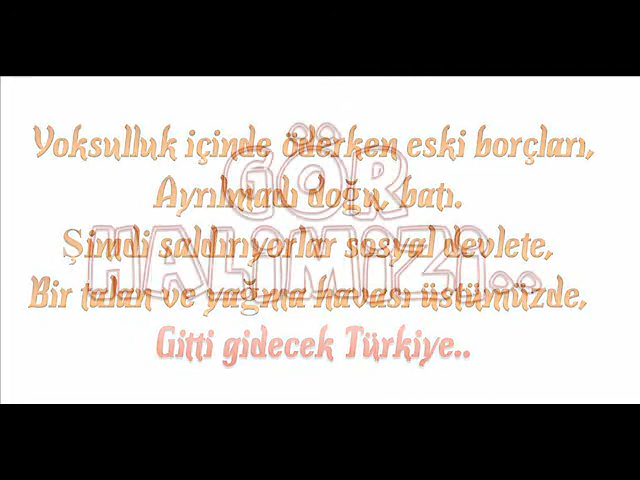 Yoksulluk içinde öderken eski borçları,
Ayrılmadı doğu, batı.
Şimdi saldırıyorlar sosyal devlete,
Bir talan ve yağma havası üstümüzde,
Gitti gidecek Türkiye..
GÖR
HALİMİZİ..